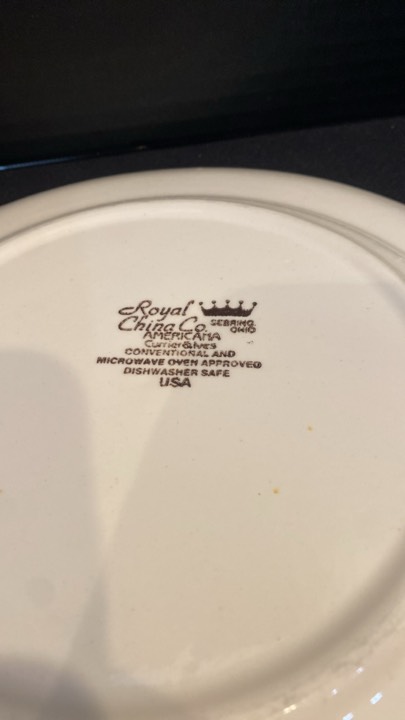 Royal
China Co. SEBRING,
OHIO
AMERICANA
Currier & Ives
CONVENTIONAL AND
MICROWAVE OVEN APPROVED
DISHWASHER SAFE
USA